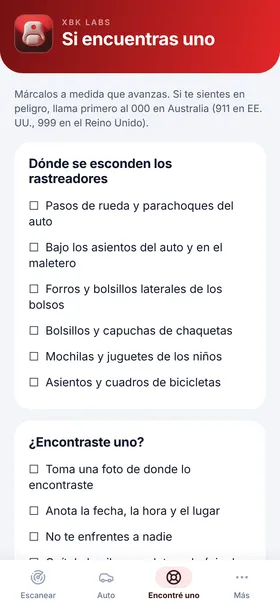 XBK LABS
Si encuentras uno
Márcalos a medida que avanzas. Si te sientes en
peligro, llama primero al 000 en Australia (911 en EE.
UU., 999 en el Reino Unido).
Dónde se esconden los
rastreadores
☐ Pasos de rueda y parachoques del
auto
☐ Bajo los asientos del auto y en el
maletero
☐ Forros y bolsillos laterales de los
bolsos
☐ Bolsillos y capuchas de chaquetas
☐ Mochilas y juguetes de los niños
☐ Asientos y cuadros de bicicletas
¿Encontraste uno?
☐ Toma una foto de donde lo
encontraste
☐ Anota la fecha, la hora y el lugar
☐ No te enfrentes a nadie
Escanear
Auto
Encontré uno
Más